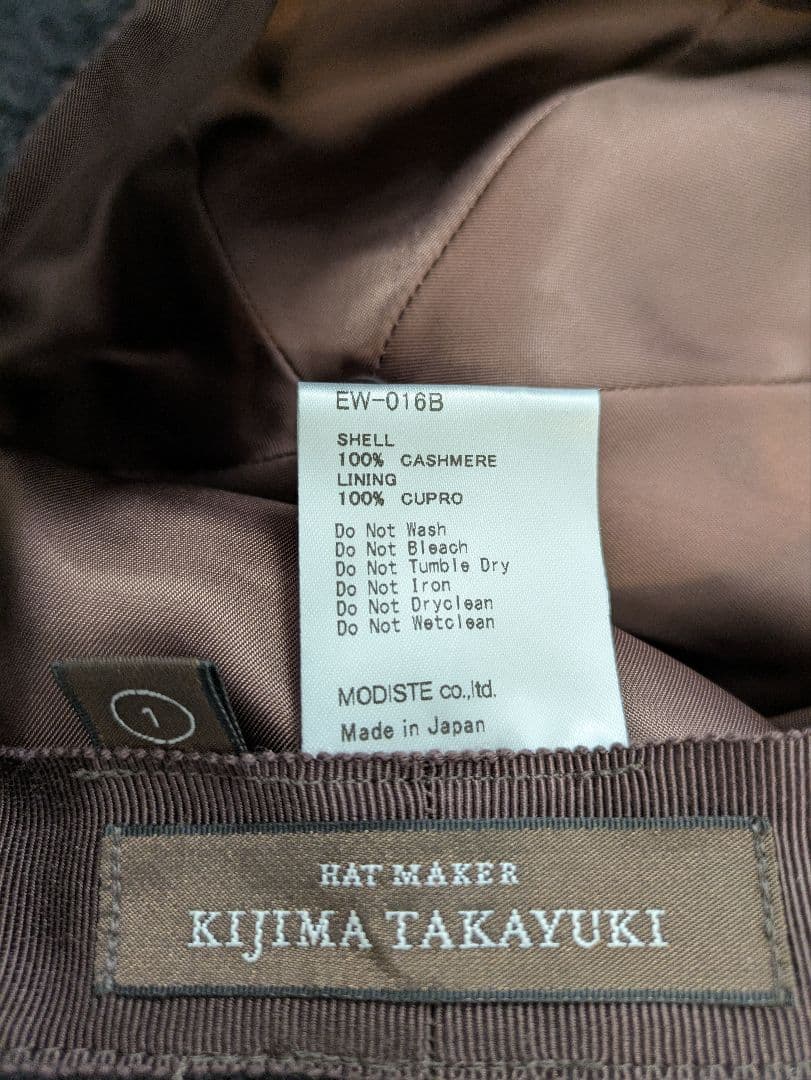 EW-016B
SHELL
100% CASHMERE
LINING
100% CUPRO
Do Not Wash
Do Not Bleach
Do Not Tumble Dry
Do Not Iron
Do Not Dryclean
Do Not Wetclean
MODISTE co.,ltd.
Made in Japan
1
HAT MAKER
KIJIMA TAKAYUKI